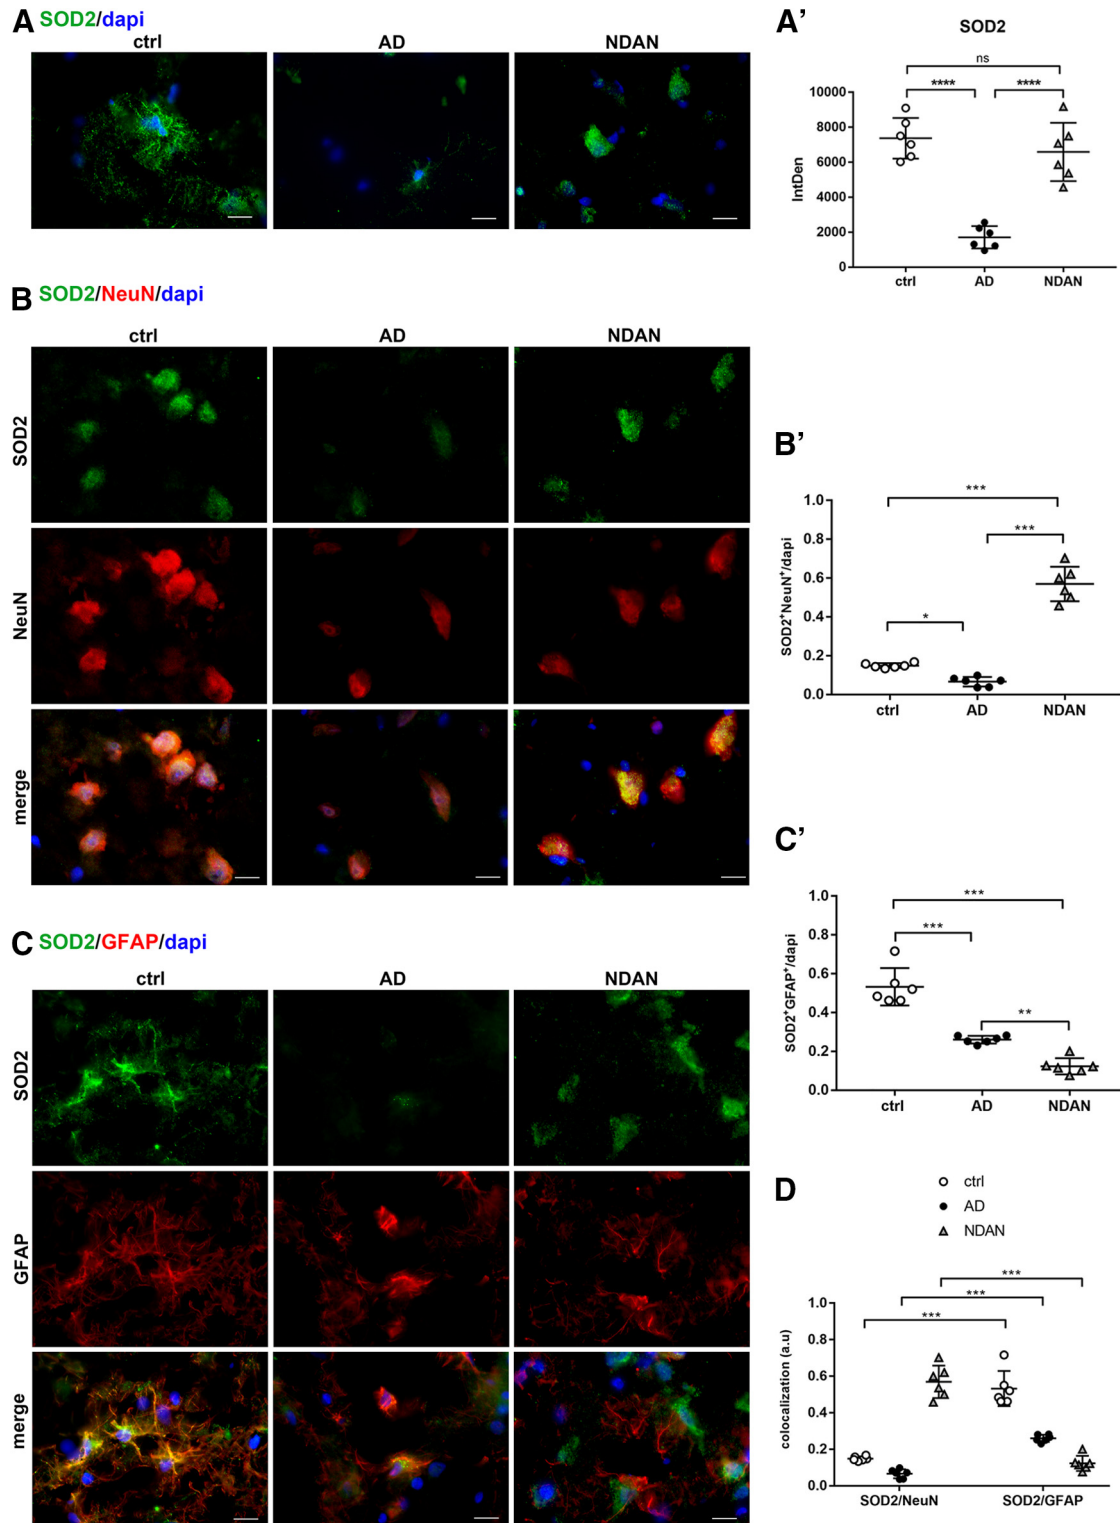 A SOD2/dapi
ctrl AD NDAN
A’
SOD2
ns
**** ****
10000
8000
6000
4000
2000
0
IntDen
ctrl AD NDAN
B SOD2/NeuN/dapi
ctrl AD NDAN
SOD2
NeuN
merge
B’
***
***
*
1.0
0.8
0.6
0.4
0.2
0.0
SOD2+NeuN+/dapi
ctrl AD NDAN
C SOD2/GFAP/dapi
ctrl AD NDAN
SOD2
GFAP
merge
C’
***
***
**
1.0
0.8
0.6
0.4
0.2
0.0
SOD2+GFAP+/dapi
ctrl AD NDAN
D
ctrl
AD
NDAN
***
***
***
1.0
0.8
0.6
0.4
0.2
0.0
colocalization (a.u)
SOD2/NeuN SOD2/GFAP